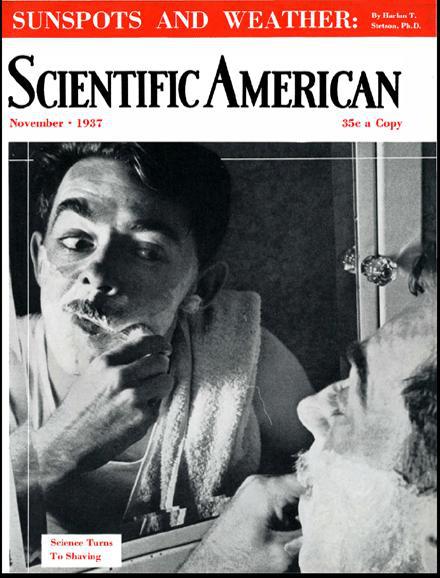 SUNSPOTS AND WEATHER:
By Harlan T.
Stetson, Ph.D.
SCIENTIFIC AMERICAN
November • 1937
35c a Copy
Science Turns
To Shaving